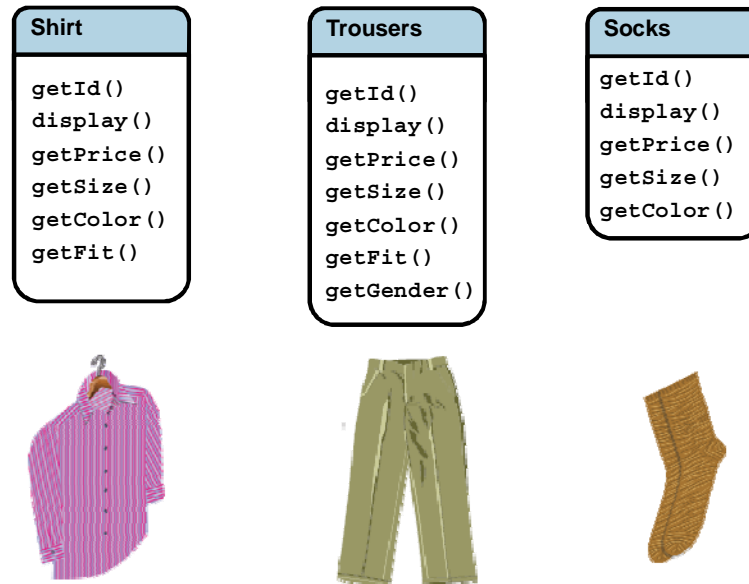 Shirt
getId()
display()
getPrice()
getSize()
getColor()
getFit()
Trousers
getId()
display()
getPrice()
getSize()
getColor()
getFit()
getGender()
Socks
getId()
display()
getPrice()
getSize()
getColor()